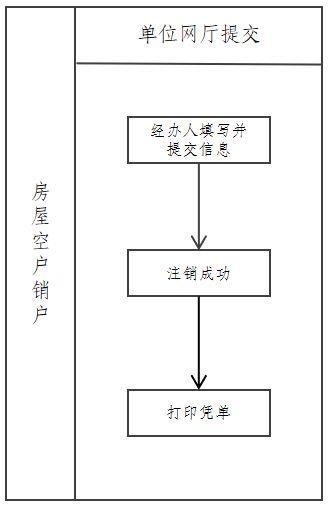 单位网厅提交
房屋空户销户
经办人填写并
提交信息
注销成功
打印凭单